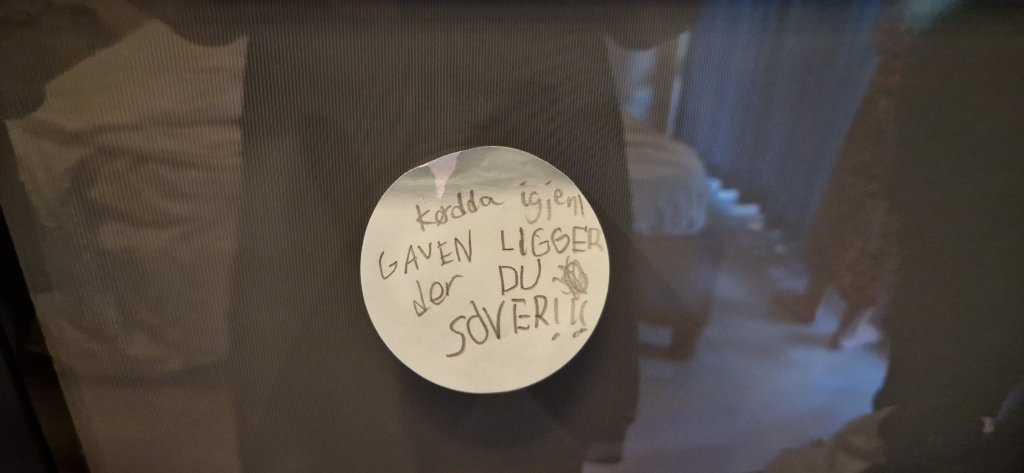 kødda igjen!
GAVEN LIGGER
der DU
SOVER!!!